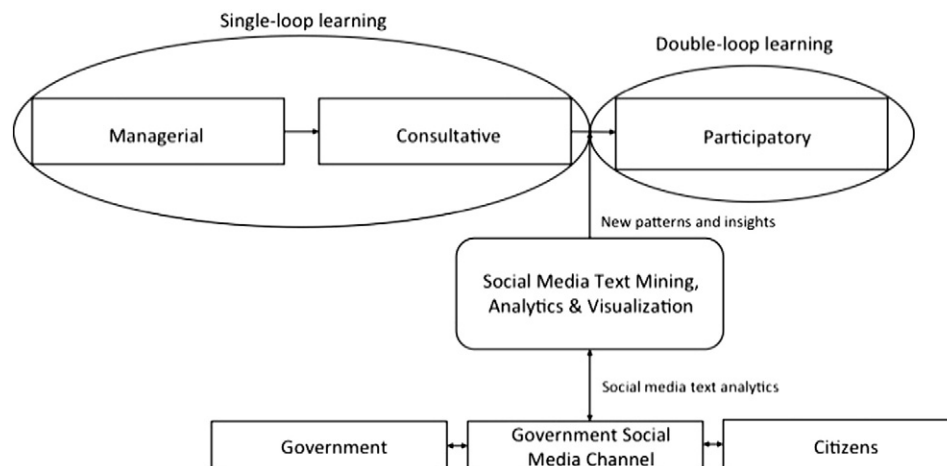 Single-loop learning
Double-loop learning
Managerial
Consultative
Participatory
New patterns and insights
Social Media Text Mining,
Analytics & Visualization
Social media text analytics
Government
Government Social
Media Channel
Citizens